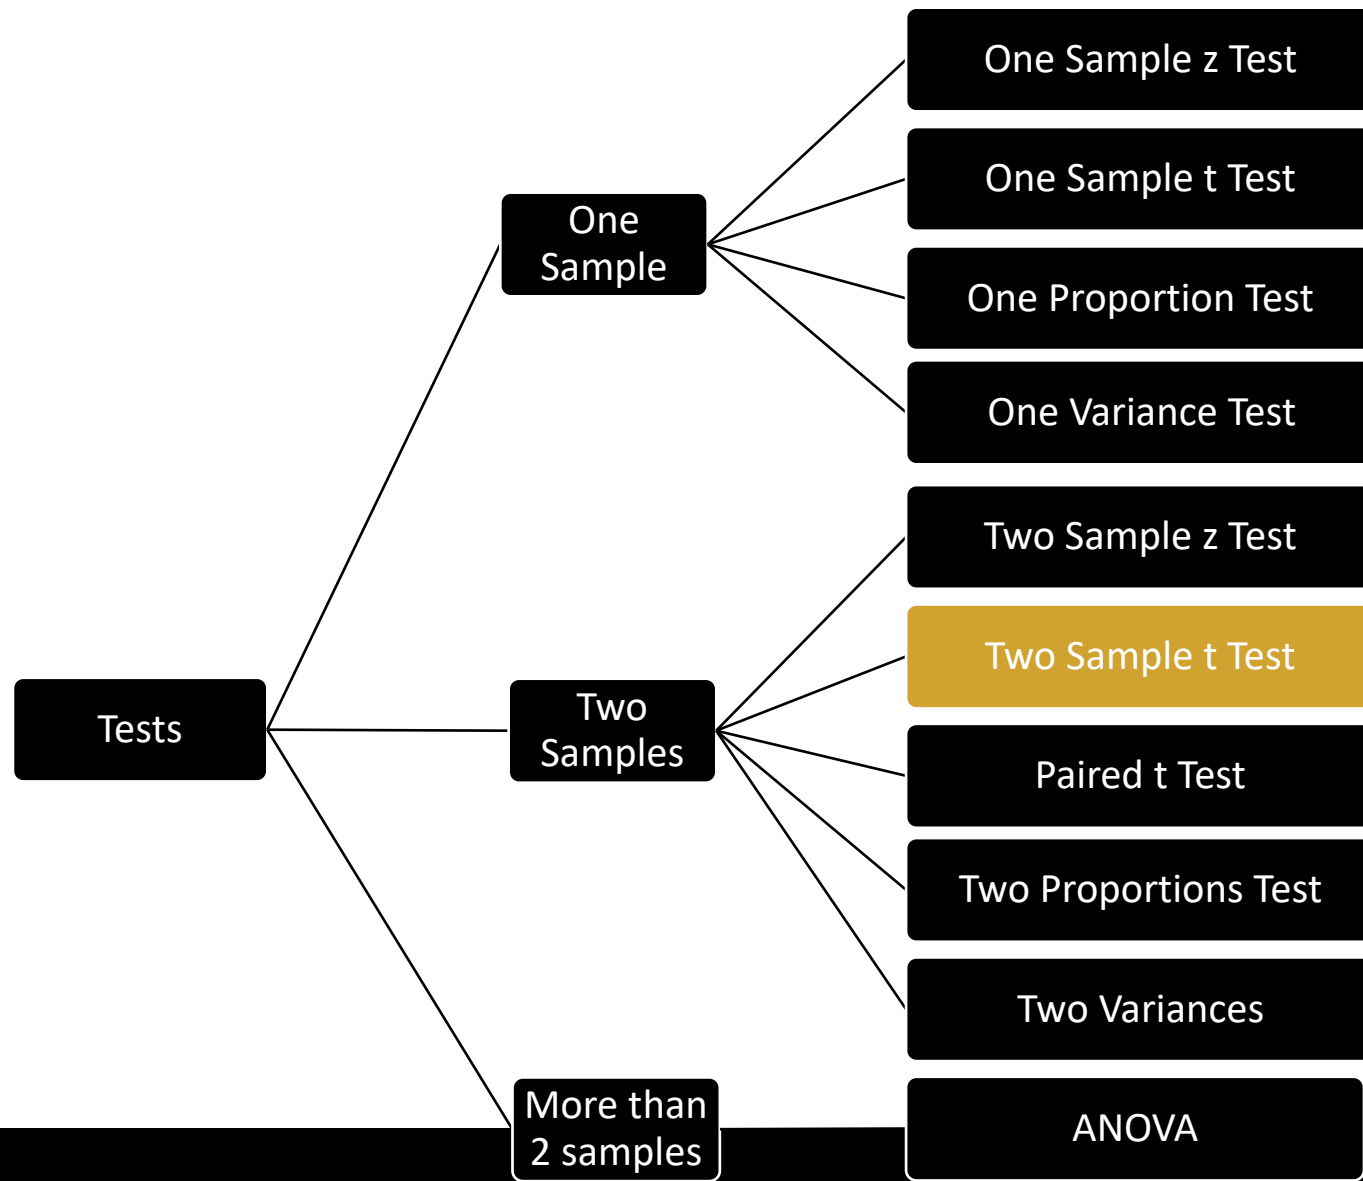 One Sample z Test
One Sample t Test
One
Sample
One Proportion Test
One Variance Test
Two Sample z Test
Two Sample t Test
Tests
Two
Samples
Paired t Test
Two Proportions Test
Two Variances
More than
2 samples
ANOVA